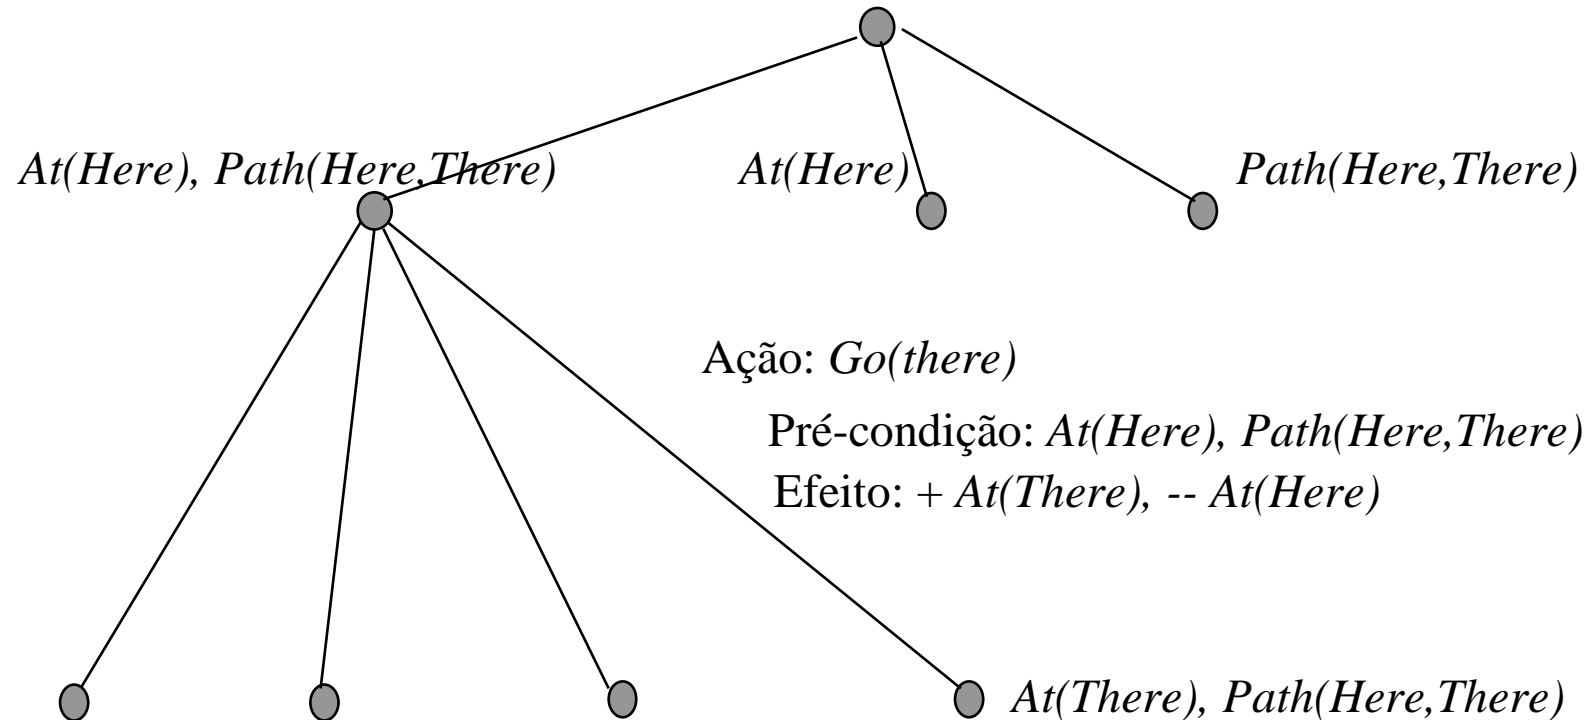 At(Here), Path(Here,There)
At(Here)
Path(Here,There)
Ação: Go(there)
Pré-condição: At(Here), Path(Here,There)
Efeito: + At(There), -- At(Here)
At(There), Path(Here,There)